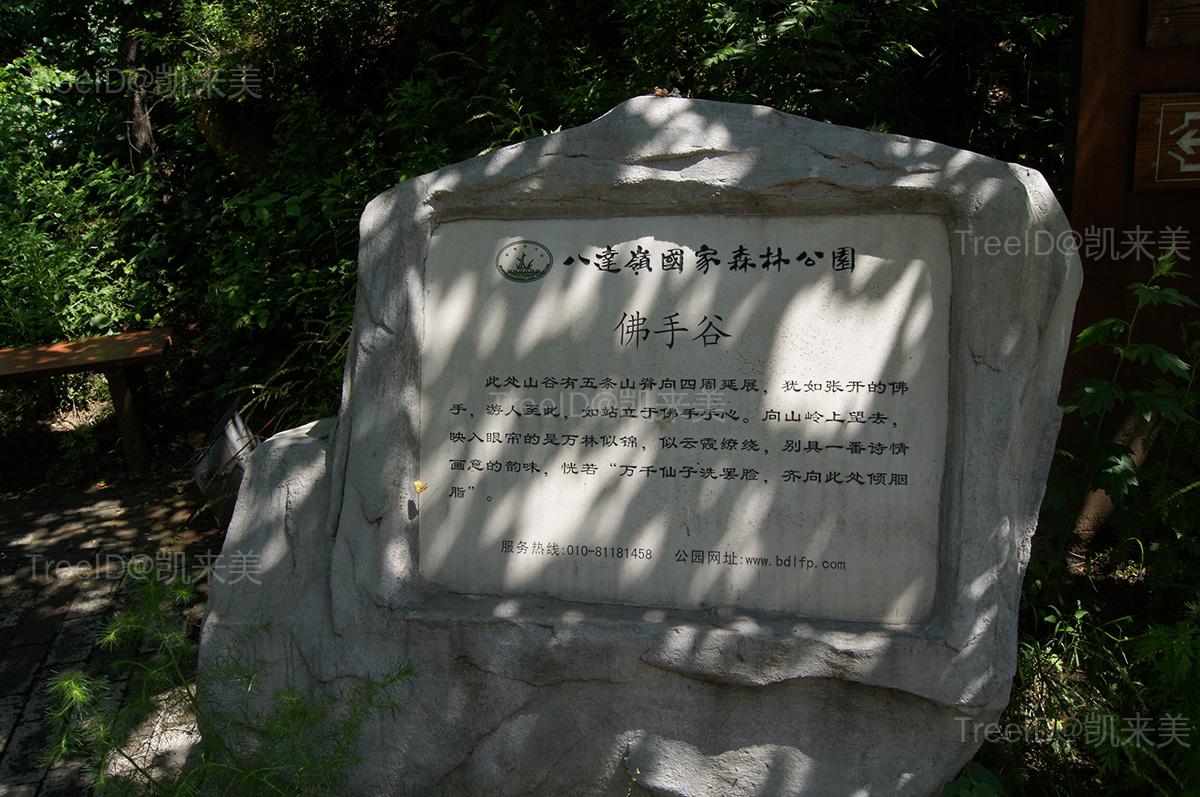 八達嶺國家森林公園
佛手谷
此处山谷有五条山脊向四周延展，犹如张开的佛
手，游人至此，如站立于佛手手心。向山岭上望去，
映入眼帘的是万林似锦，似云霞缭绕，别具一番诗情
画意的韵味，恍若“万千仙子洗罢脸，齐向此处倾胭
脂”。
服务热线:010-81181458 公园网址:www.bdlfp.com
TreeID@凯来美
TreeID@凯来美
TreeID@凯来美
TreeID@凯来美
TreeID@凯来美